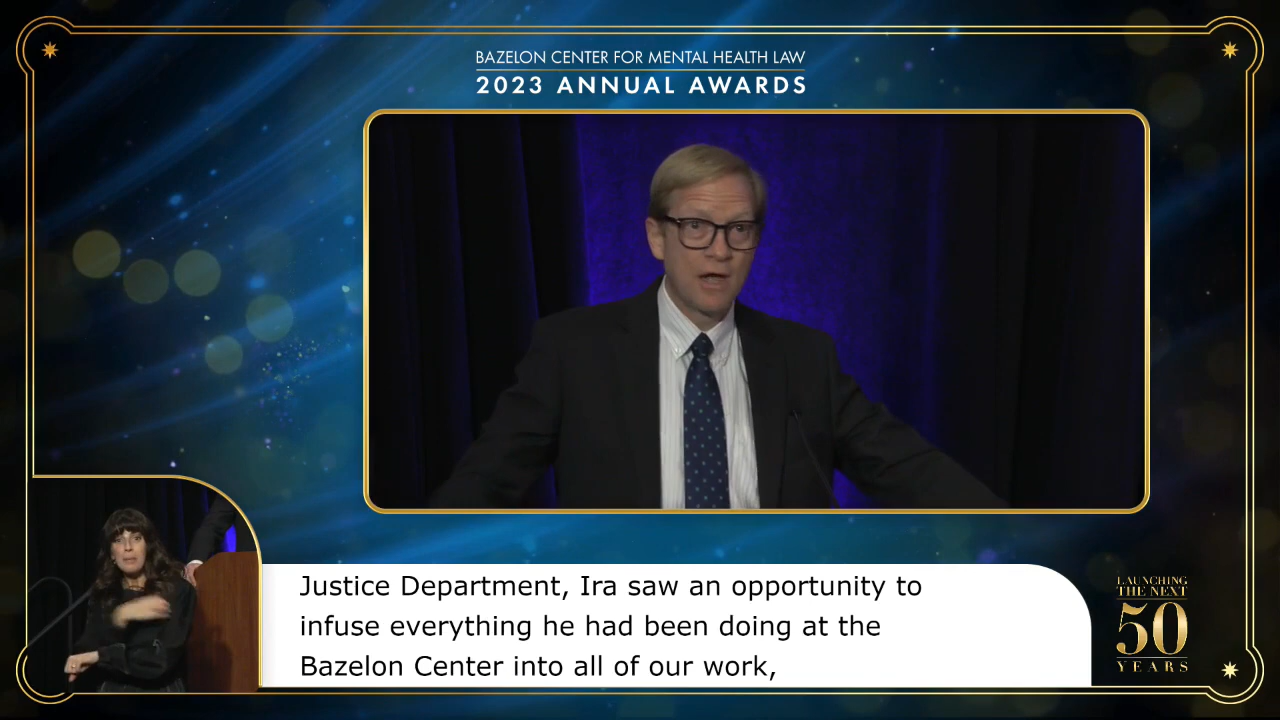 BAZELON CENTER FOR MENTAL HEALTH LAW
2023 ANNUAL AWARDS
Justice Department, Ira saw an opportunity to
infuse everything he had been doing at the
Bazelon Center into all of our work,
LAUNCHING
THE NEXT
50
YEARS